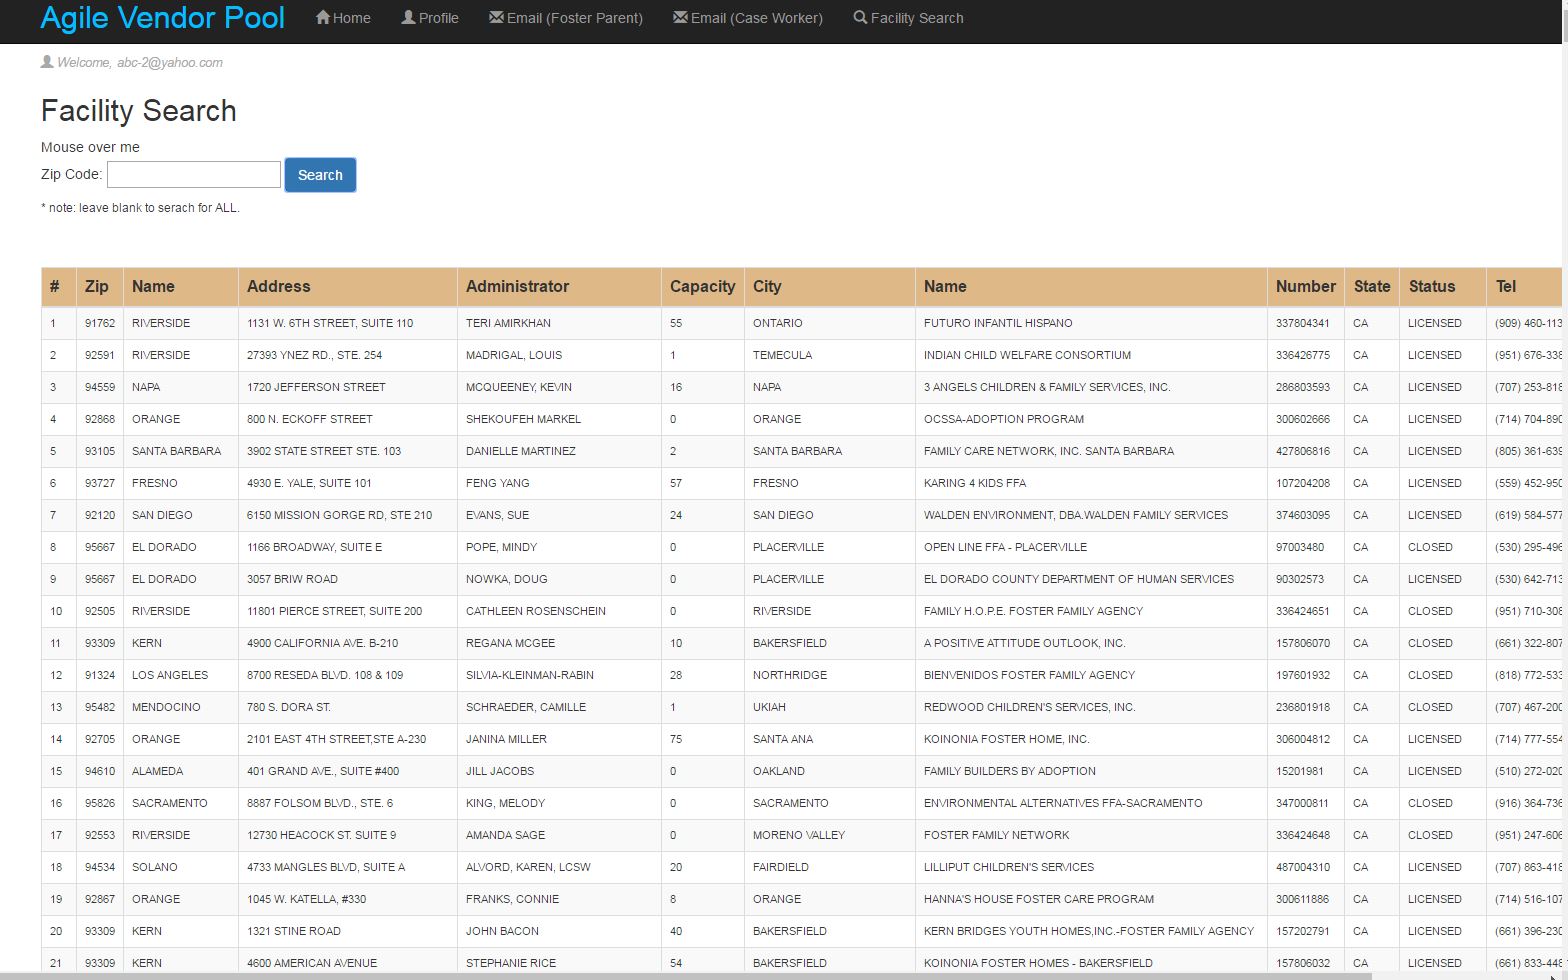 Agile Vendor Pool Home Profile Email (Foster Parent) Email (Case Worker) Facility Search
Welcome, abc-2@yahoo.com
Facility Search
Mouse over me
Zip Code: Search
* note: leave blank to serach for ALL.
# Zip Name Address Administrator Capacity City Name Number State Status Tel
1 91762 RIVERSIDE 1131 W. 6TH STREET, SUITE 110 TERI AMIRKHAN 55 ONTARIO FUTURO INFANTIL HISPANO 337804341 CA LICENSED (909) 460-113
2 92591 RIVERSIDE 27393 YNEZ RD., STE. 254 MADRIGAL, LOUIS 1 TEMECULA INDIAN CHILD WELFARE CONSORTIUM 336426775 CA LICENSED (951) 676-338
3 94559 NAPA 1720 JEFFERSON STREET MCQUEENEY, KEVIN 16 NAPA 3 ANGELS CHILDREN & FAMILY SERVICES, INC. 286803593 CA LICENSED (707) 253-818
4 92868 ORANGE 800 N. ECKOFF STREET SHEKOUFEH MARKEL 0 ORANGE OCSSA-ADOPTION PROGRAM 300602666 CA LICENSED (714) 704-890
5 93105 SANTA BARBARA 3902 STATE STREET STE. 103 DANIELLE MARTINEZ 2 SANTA BARBARA FAMILY CARE NETWORK, INC. SANTA BARBARA 427806816 CA LICENSED (805) 361-639
6 93727 FRESNO 4930 E. YALE, SUITE 101 FENG YANG 57 FRESNO KARING 4 KIDS FFA 107204208 CA LICENSED (559) 452-950
7 92120 SAN DIEGO 6150 MISSION GORGE RD, STE 210 EVANS, SUE 24 SAN DIEGO WALDEN ENVIRONMENT, DBA.WALDEN FAMILY SERVICES 374603095 CA LICENSED (619) 584-577
8 95667 EL DORADO 1166 BROADWAY, SUITE E POPE, MINDY 0 PLACERVILLE OPEN LINE FFA - PLACERVILLE 97003480 CA CLOSED (530) 295-496
9 95667 EL DORADO 3057 BRIW ROAD NOWKA, DOUG 0 PLACERVILLE EL DORADO COUNTY DEPARTMENT OF HUMAN SERVICES 90302573 CA LICENSED (530) 642-713
10 92505 RIVERSIDE 11801 PIERCE STREET, SUITE 200 CATHLEEN ROSENSCHEIN 0 RIVERSIDE FAMILY H.O.P.E. FOSTER FAMILY AGENCY 336424651 CA CLOSED (951) 710-308
11 93309 KERN 4900 CALIFORNIA AVE. B-210 REGANA MCGEE 10 BAKERSFIELD A POSITIVE ATTITUDE OUTLOOK, INC. 157806070 CA CLOSED (661) 322-807
12 91324 LOS ANGELES 8700 RESEDA BLVD. 108 & 109 SILVIA-KLEINMAN-RABIN 28 NORTHRIDGE BIENVENIDOS FOSTER FAMILY AGENCY 197601932 CA CLOSED (818) 772-533
13 95482 MENDOCINO 780 S. DORA ST. SCHRAEDER, CAMILLE 1 UKIAH REDWOOD CHILDREN'S SERVICES, INC. 236801918 CA CLOSED (707) 467-200
14 92705 ORANGE 2101 EAST 4TH STREET,STE A-230 JANINA MILLER 75 SANTA ANA KOINONIA FOSTER HOME, INC. 306004812 CA LICENSED (714) 777-554
15 94610 ALAMEDA 401 GRAND AVE., SUITE #400 JILL JACOBS 0 OAKLAND FAMILY BUILDERS BY ADOPTION 15201981 CA LICENSED (510) 272-020
16 95826 SACRAMENTO 8887 FOLSOM BLVD., STE. 6 KING, MELODY 0 SACRAMENTO ENVIRONMENTAL ALTERNATIVES FFA-SACRAMENTO 347000811 CA CLOSED (916) 364-736
17 92553 RIVERSIDE 12730 HEACOCK ST. SUITE 9 AMANDA SAGE 0 MORENO VALLEY FOSTER FAMILY NETWORK 336424648 CA CLOSED (951) 247-606
18 94534 SOLANO 4733 MANGLES BLVD, SUITE A ALVORD, KAREN, LCSW 20 FAIRDIELD LILLIPUT CHILDREN'S SERVICES 487004310 CA LICENSED (707) 863-418
19 92867 ORANGE 1045 W. KATELLA, #330 FRANKS, CONNIE 8 ORANGE HANNA'S HOUSE FOSTER CARE PROGRAM 300611886 CA LICENSED (714) 516-107
20 93309 KERN 1321 STINE ROAD JOHN BACON 40 BAKERSFIELD KERN BRIDGES YOUTH HOMES,INC.-FOSTER FAMILY AGENCY 157202791 CA LICENSED (661) 396-230
21 93309 KERN 4600 AMERICAN AVENUE STEPHANIE RICE 54 BAKERSFIELD KOINONIA FOSTER HOMES - BAKERSFIELD 157806032 CA LICENSED (661) 833-448